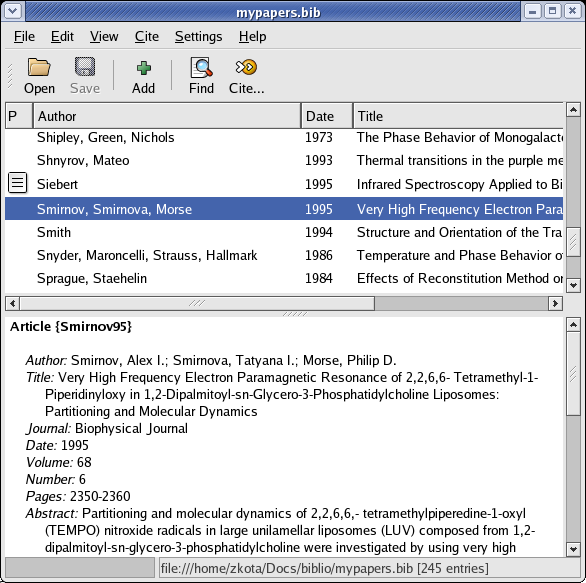 mypapers.bib
File Edit View Cite Settings Help
Open Save Add Find Cite...
P Author Date Title
Shipley, Green, Nichols 1973 The Phase Behavior of Monogalact
Shnyrov, Mateo 1993 Thermal transitions in the purple me
Siebert 1995 Infrared Spectroscopy Applied to Bi
Smirnov, Smirnova, Morse 1995 Very High Frequency Electron Para
Smith 1994 Structure and Orientation of the Tra
Snyder, Maroncelli, Strauss, Hallmark 1986 Temperature and Phase Behavior of
Sprague, Staehelin 1984 Effects of Reconstitution Method on
Article {Smirnov95}
Author: Smirnov, Alex I.; Smirnova, Tatyana I.; Morse, Philip D.
Title: Very High Frequency Electron Paramagnetic Resonance of 2,2,6,6- Tetramethyl-1-
Piperidinyloxy in 1,2-Dipalmitoyl-sn-Glycero-3-Phosphatidylcholine Liposomes:
Partitioning and Molecular Dynamics
Journal: Biophysical Journal
Date: 1995
Volume: 68
Number: 6
Pages: 2350-2360
Abstract: Partitioning and molecular dynamics of 2,2,6,6,- tetramethylpiperedine-1-oxyl
(TEMPO) nitroxide radicals in large unilamellar liposomes (LUV) composed from 1,2-
dipalmitoyl-sn-glycero-3-phosphatidylcholine were investigated by using very high
file:///home/zkota/Docs/biblio/mypapers.bib [245 entries]